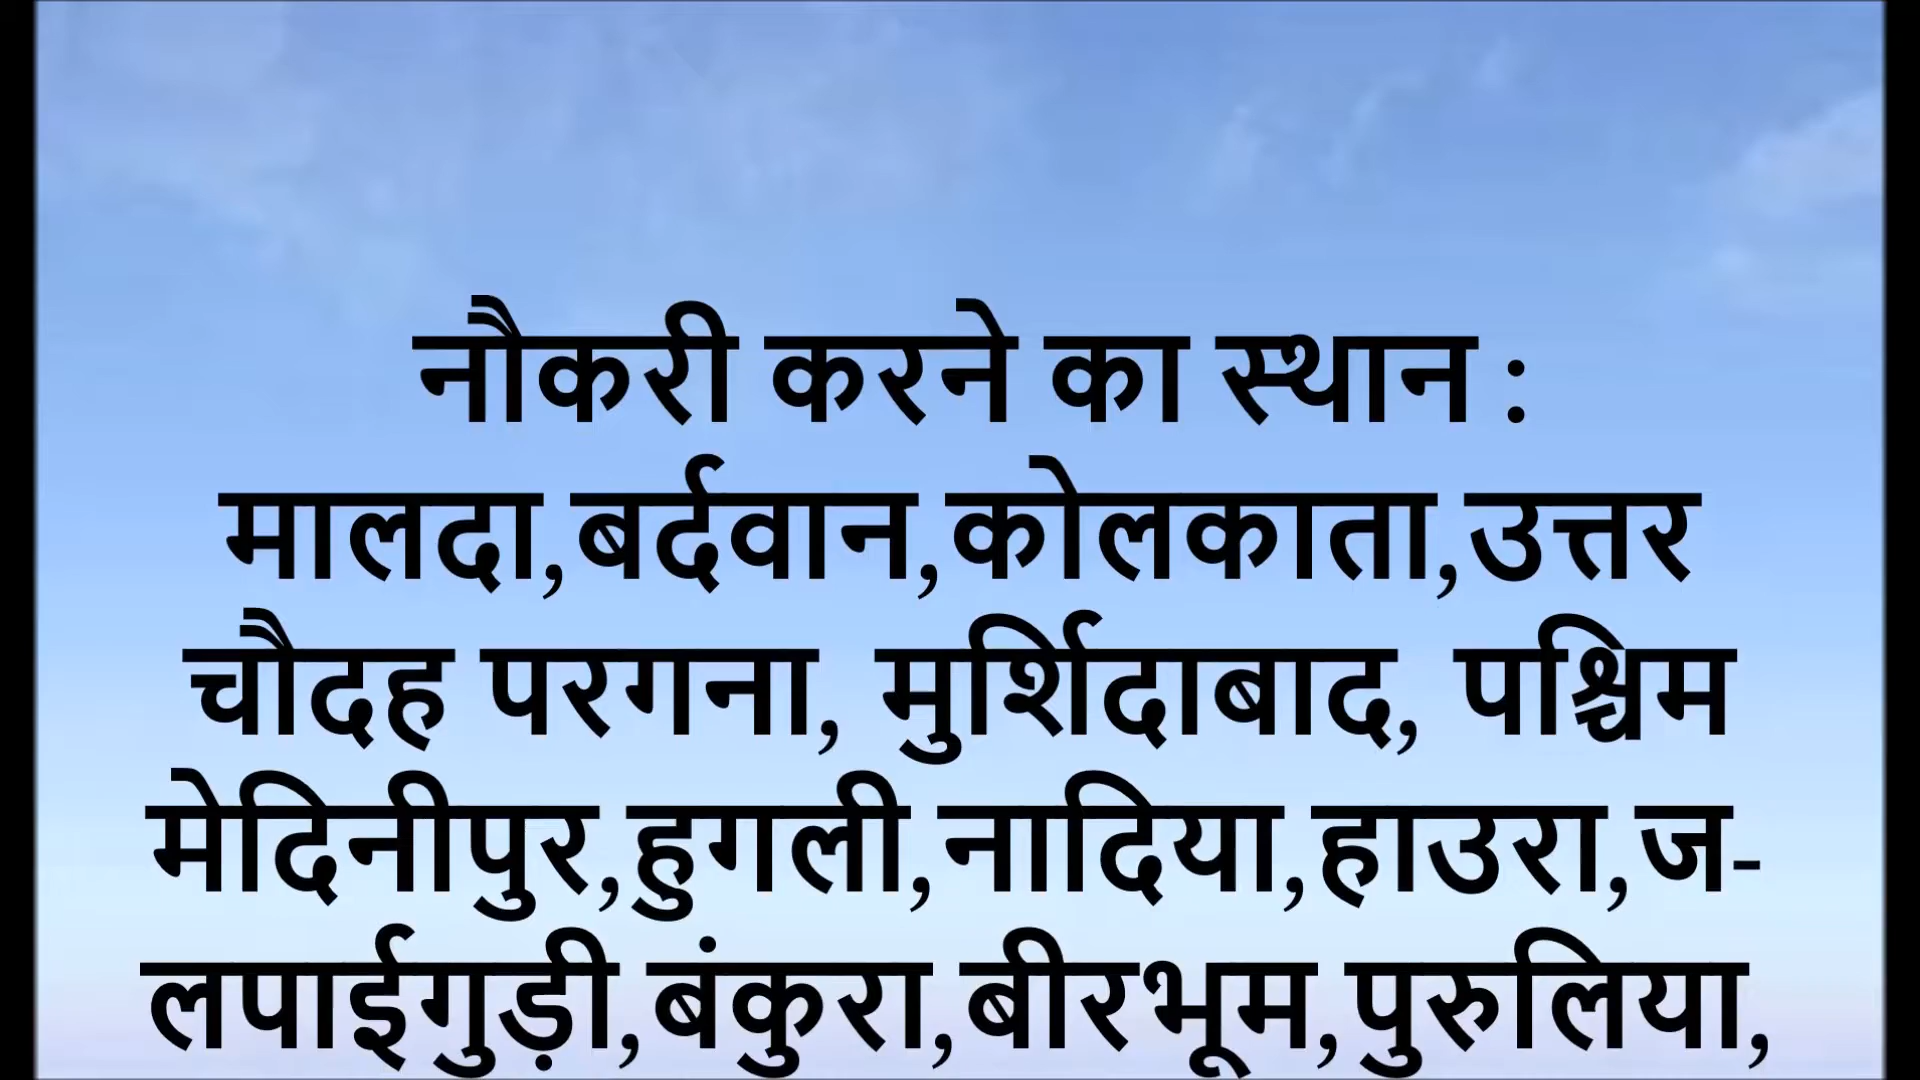 नौकरी करने का स्थान :
मालदा,बर्दवान,कोलकाता,उत्तर
चौदह परगना, मुर्शिदाबाद, पश्चिम
मेदिनीपुर,हुगली,नादिया,हाउरा,ज-
लपाईगुड़ी,बंकुरा,बीरभूम,पुरुलिया,